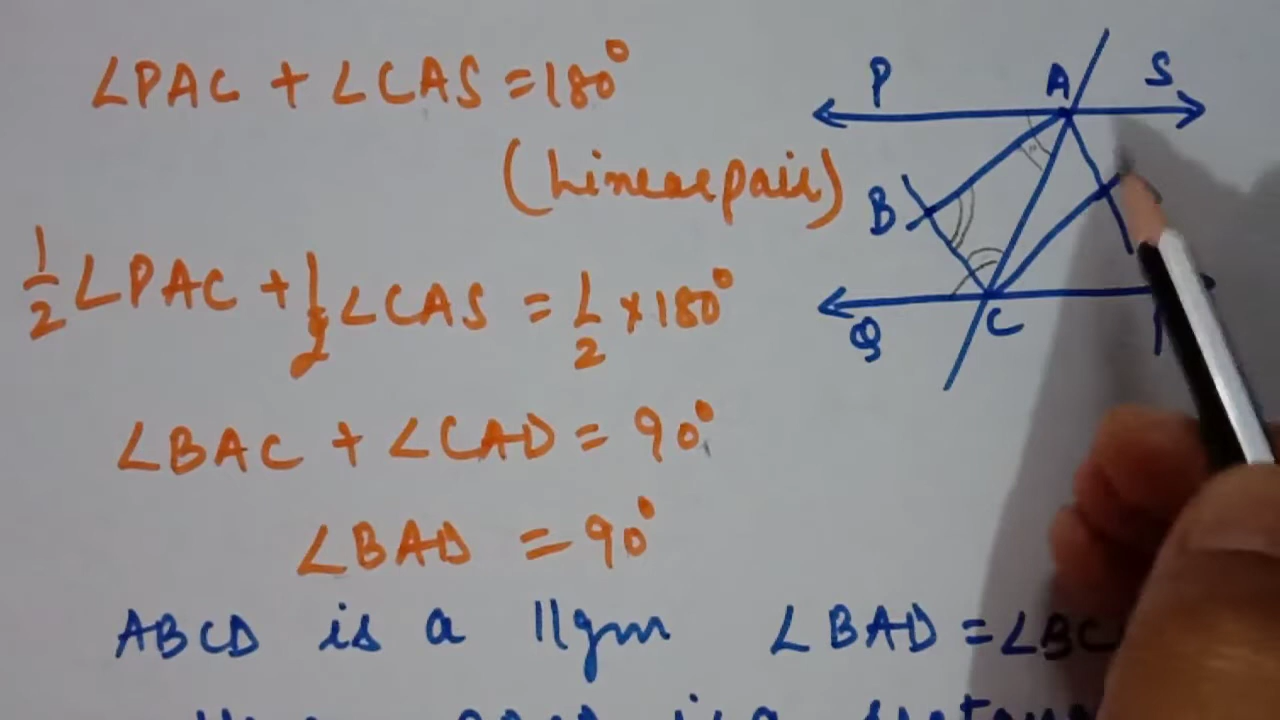 ∠PAC + ∠CAS = 180°
(Linear pair)
1/2 ∠PAC + 1/2 ∠CAS = 1/2 × 180°
∠BAC + ∠CAD = 90°
∠BAD = 90°
ABCD is a ||gm ∠BAD = ∠BC
is a
P A S
B
Q C